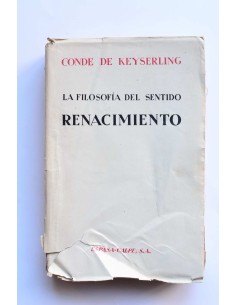 CONDE DE KEYSERLING
LA FILOSOFÍA DEL SENTIDO
RENACIMIENTO
ESPASA-CALPE, S. A.